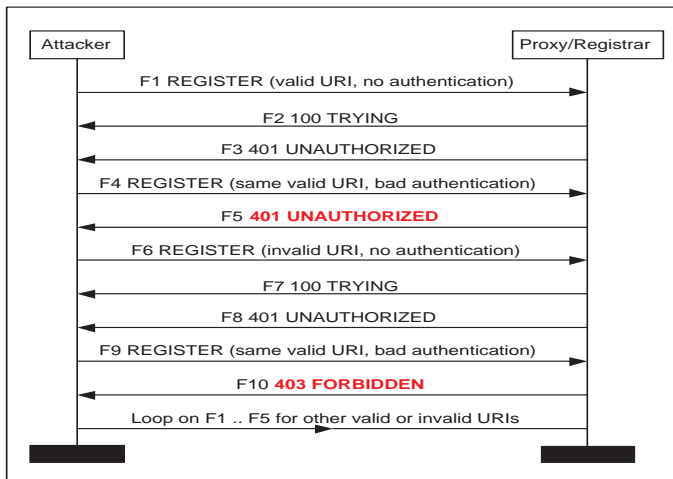 Attacker
Proxy/Registrar
F1 REGISTER (valid URI, no authentication)
F2 100 TRYING
F3 401 UNAUTHORIZED
F4 REGISTER (same valid URI, bad authentication)
F5 401 UNAUTHORIZED
F6 REGISTER (invalid URI, no authentication)
F7 100 TRYING
F8 401 UNAUTHORIZED
F9 REGISTER (same valid URI, bad authentication)
F10 403 FORBIDDEN
Loop on F1 .. F5 for other valid or invalid URIs